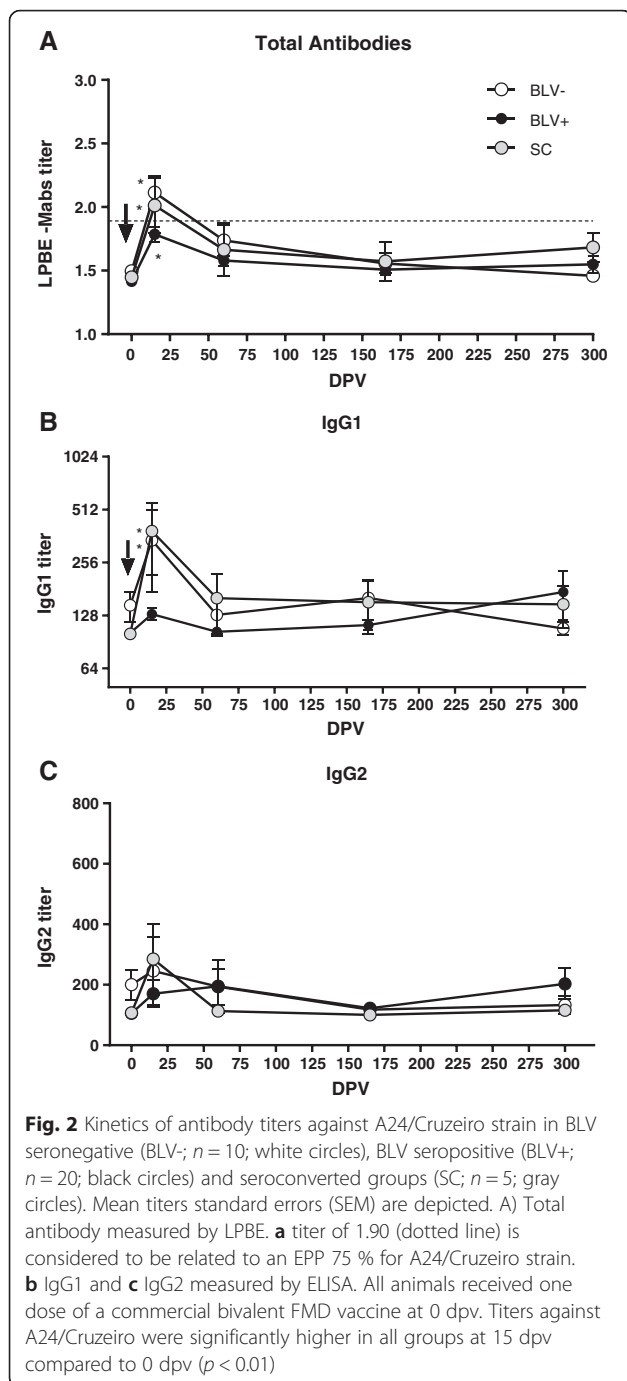 A
Total Antibodies
3.0
2.5
2.0
1.5
1.0
LPBE -Mabs titer
BLV-
BLV+
SC
*
*
*
0 25 50 75 100 125 150 175 200 225 250 275 300
DPV
B
IgG1
1024
512
256
128
64
IgG1 titer
*
*
0 25 50 75 100 125 150 175 200 225 250 275 300
DPV
C
IgG2
800
600
400
200
0
IgG2 titer
0 25 50 75 100 125 150 175 200 225 250 275 300
DPV
Fig. 2 Kinetics of antibody titers against A24/Cruzeiro strain in BLV
seronegative (BLV-; n = 10; white circles), BLV seropositive (BLV+;
n = 20; black circles) and seroconverted groups (SC; n = 5; gray
circles). Mean titers standard errors (SEM) are depicted. A) Total
antibody measured by LPBE. a titer of 1.90 (dotted line) is
considered to be related to an EPP 75 % for A24/Cruzeiro strain.
b IgG1 and c IgG2 measured by ELISA. All animals received one
dose of a commercial bivalent FMD vaccine at 0 dpv. Titers against
A24/Cruzeiro were significantly higher in all groups at 15 dpv
compared to 0 dpv (p < 0.01)